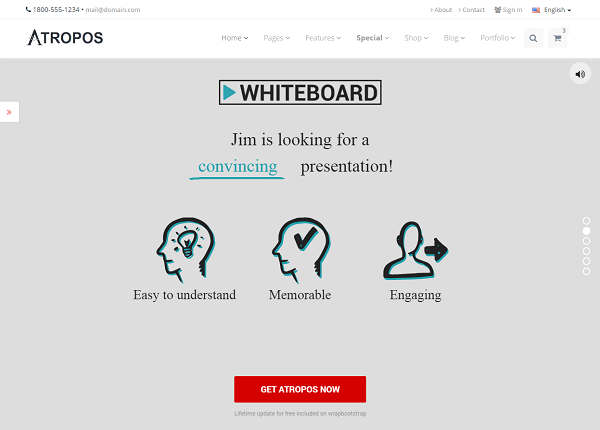 1800-555-1234 • mail@domain.com
About
Contact
Sign In
English
ATROPOS
Home
Pages
Features
Special
Shop
Blog
Portfolio
3
WHITEBOARD
Jim is looking for a
convincing presentation!
Easy to understand
Memorable
Engaging
GET ATROPOS NOW
Lifetime update for free included on wrapbootstrap